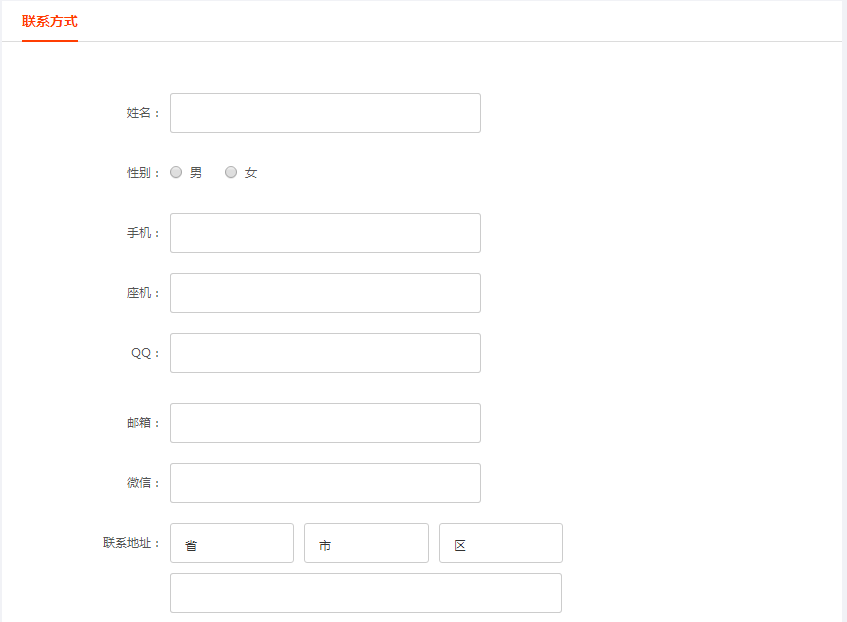 联系方式
姓名：
性别： 男 女
手机：
座机：
QQ：
邮箱：
微信：
联系地址： 省 市 区